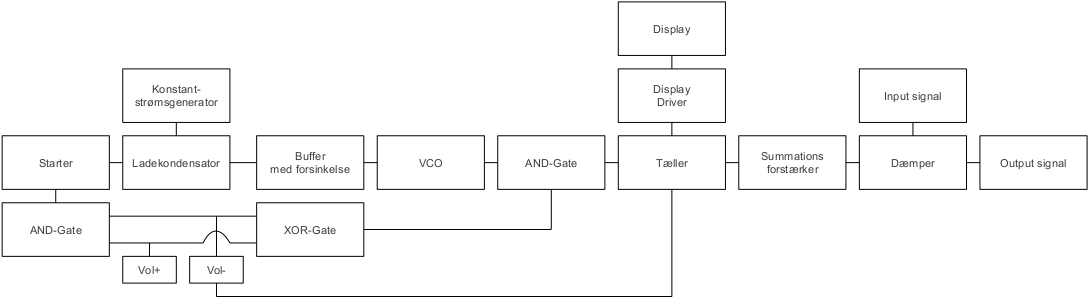 Display
Display
Driver
Konstant-
strømsgenerator
Input signal
Starter
Ladekondensator
Buffer
med forsinkelse
VCO
AND-Gate
Tæller
Summations
forstærker
Dæmper
Output signal
AND-Gate
XOR-Gate
Vol+
Vol-